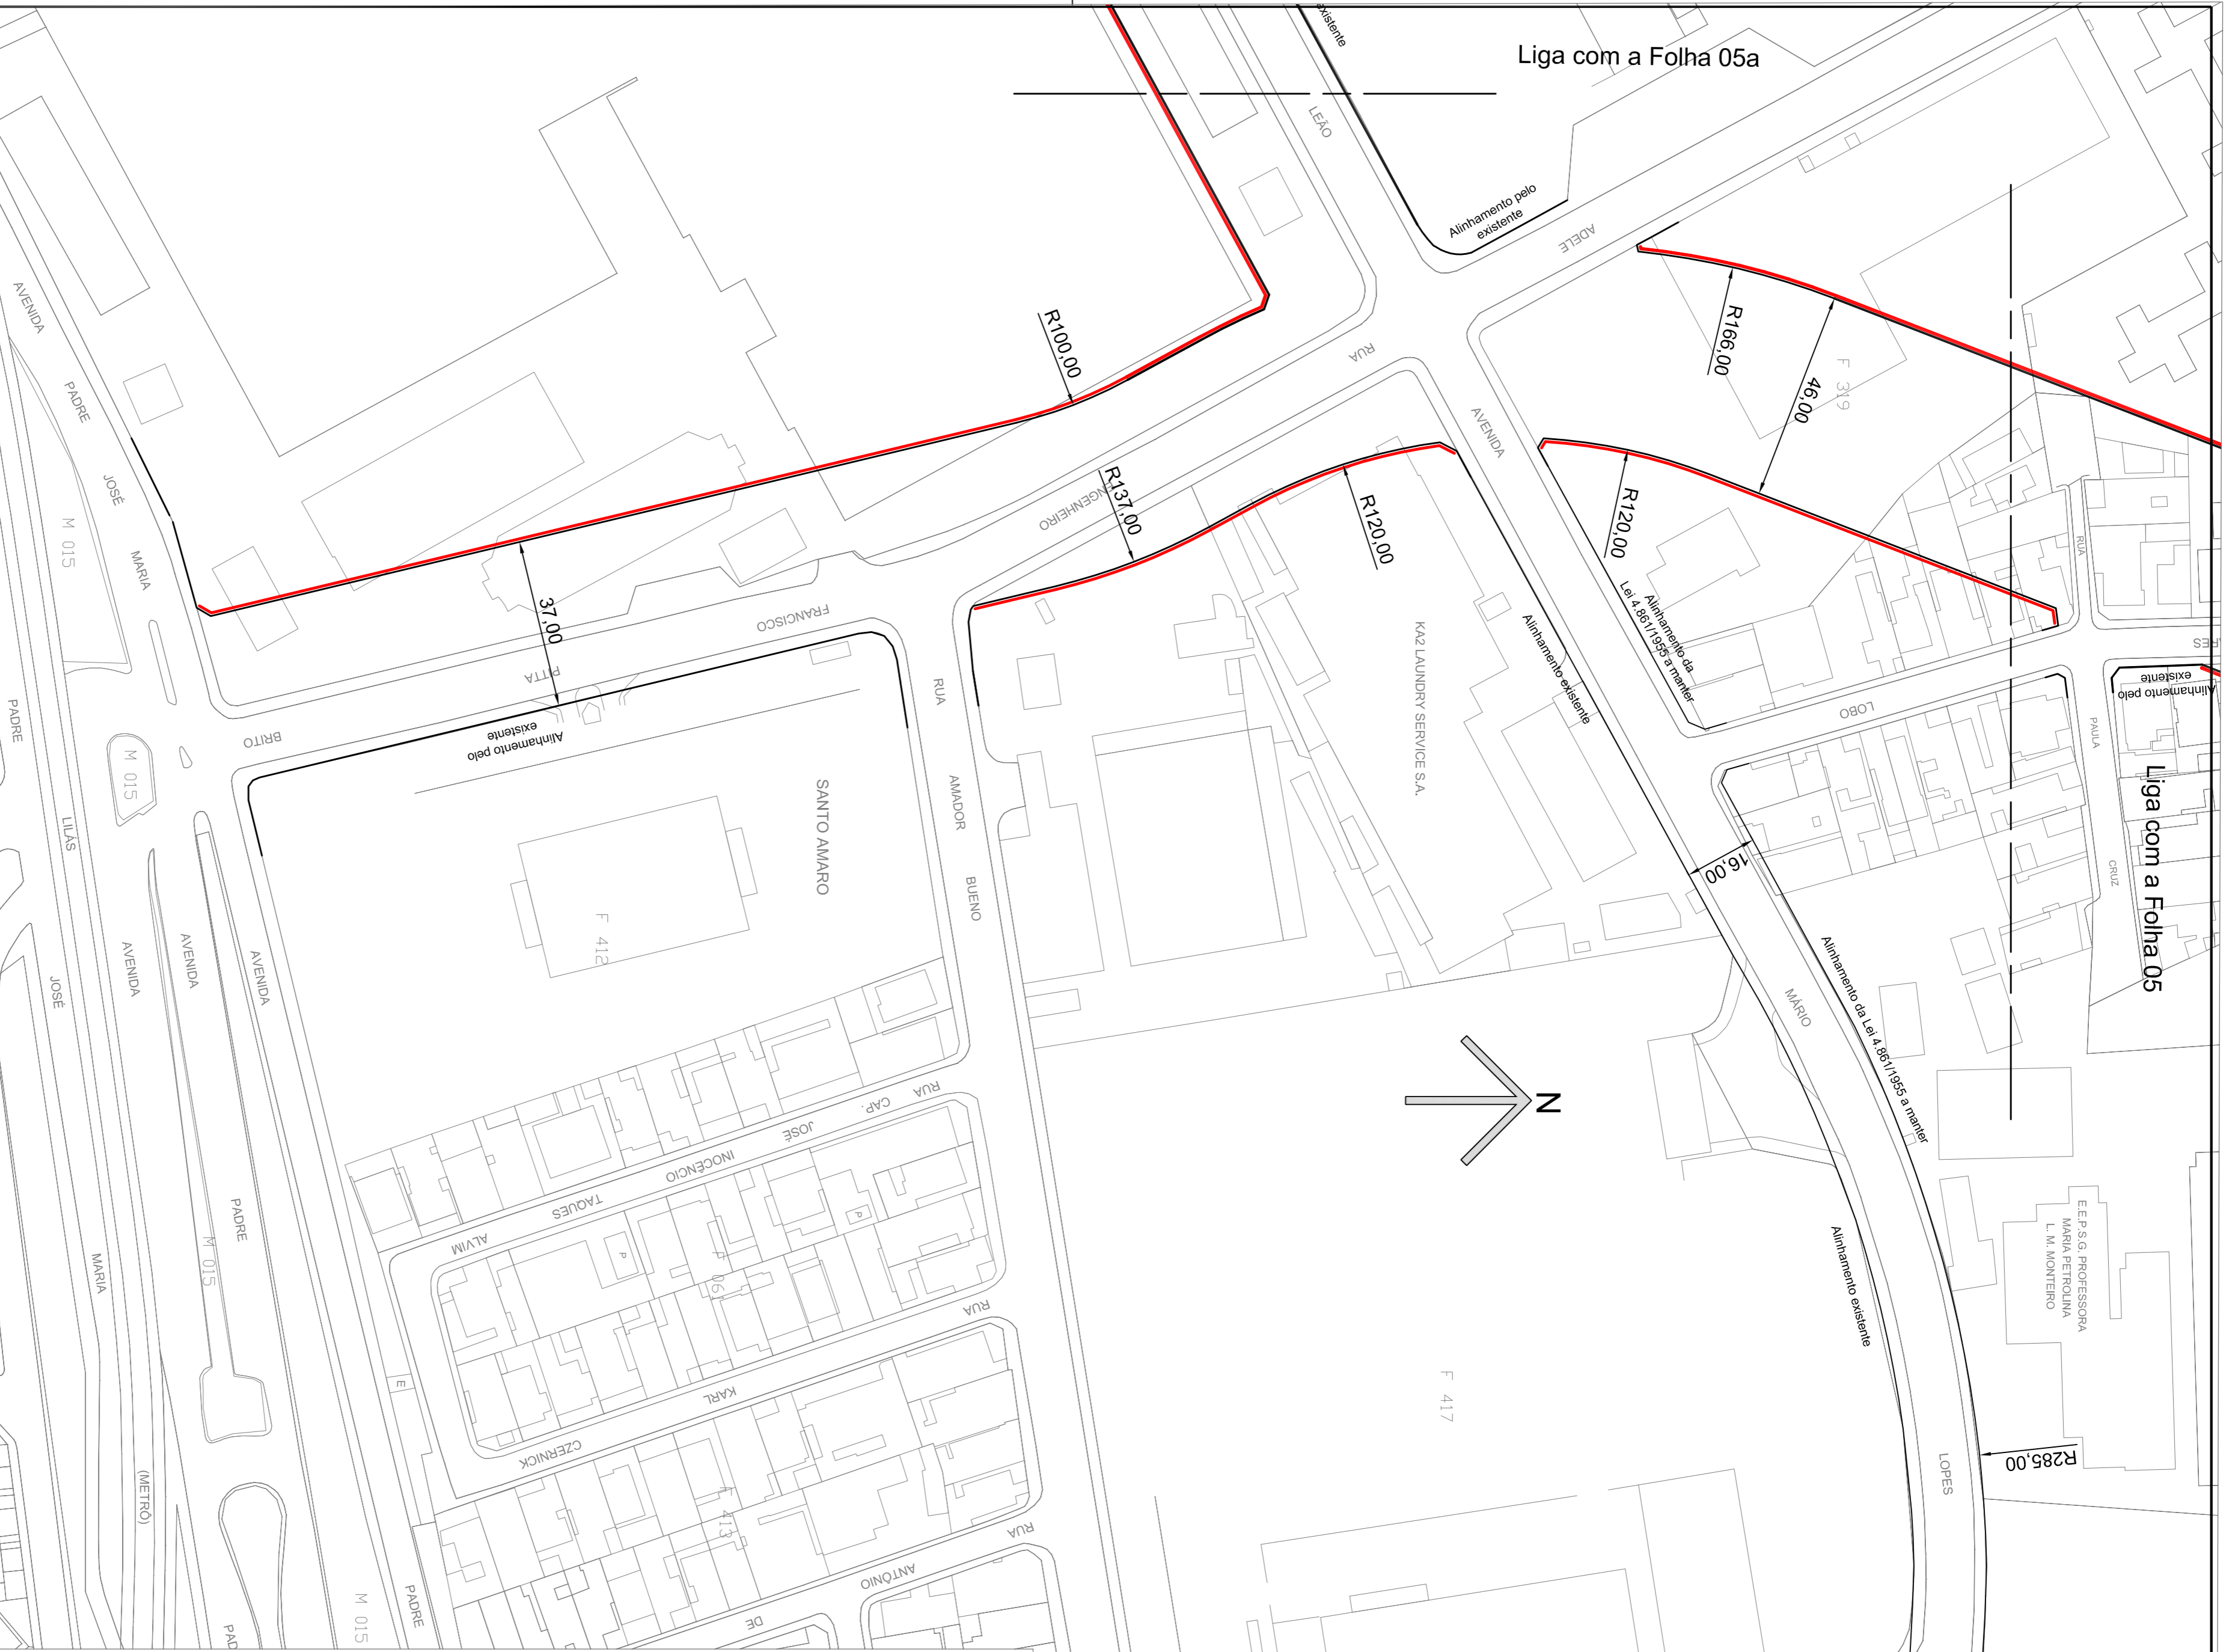 Liga com a Folha 05a
existente
LEÃO
Alinhamento pelo
existente
ADELE
R100,00
RUA
R166,00
46,00
F 319
AVENIDA
PADRE
JOSÉ
MARIA
M 015
AVENIDA
R137,00
ENGENHEIRO
R120,00
R120,00
Alinhamento da
Lei 4.861/1955 a manter
Alinhamento existente
RUA
37,00
FRANCISCO
PITTA
BRITO
Alinhamento pelo
existente
KA2 LAUNDRY SERVICE S.A.
LOBO
PAULA
CRUZ
Alinhamento pelo
existente
Liga com a Folha 05
RUA
AMADOR
BUENO
SANTO AMARO
F 412
M 015
PADRE
LILÁS
16,00
Alinhamento da Lei 4.861/1955 a manter
MÁRIO
N
AVENIDA
AVENIDA
AVENIDA
JOSÉ
PADRE
MARIA
M 015
RUA
CAP.
JOSÉ
INOCÊNCIO
TAQUES
ALVIM
P
P
E
RUA
KARL
CZERNICK
Alinhamento existente
E.E.P.S.G. PROFESSORA
MARIA PETROLINA
L. M. MONTEIRO
F 417
R285,00
LOPES
(METRÔ)
413
RUA
ANTÔNIO
DE
PADRE
M 015
PAD